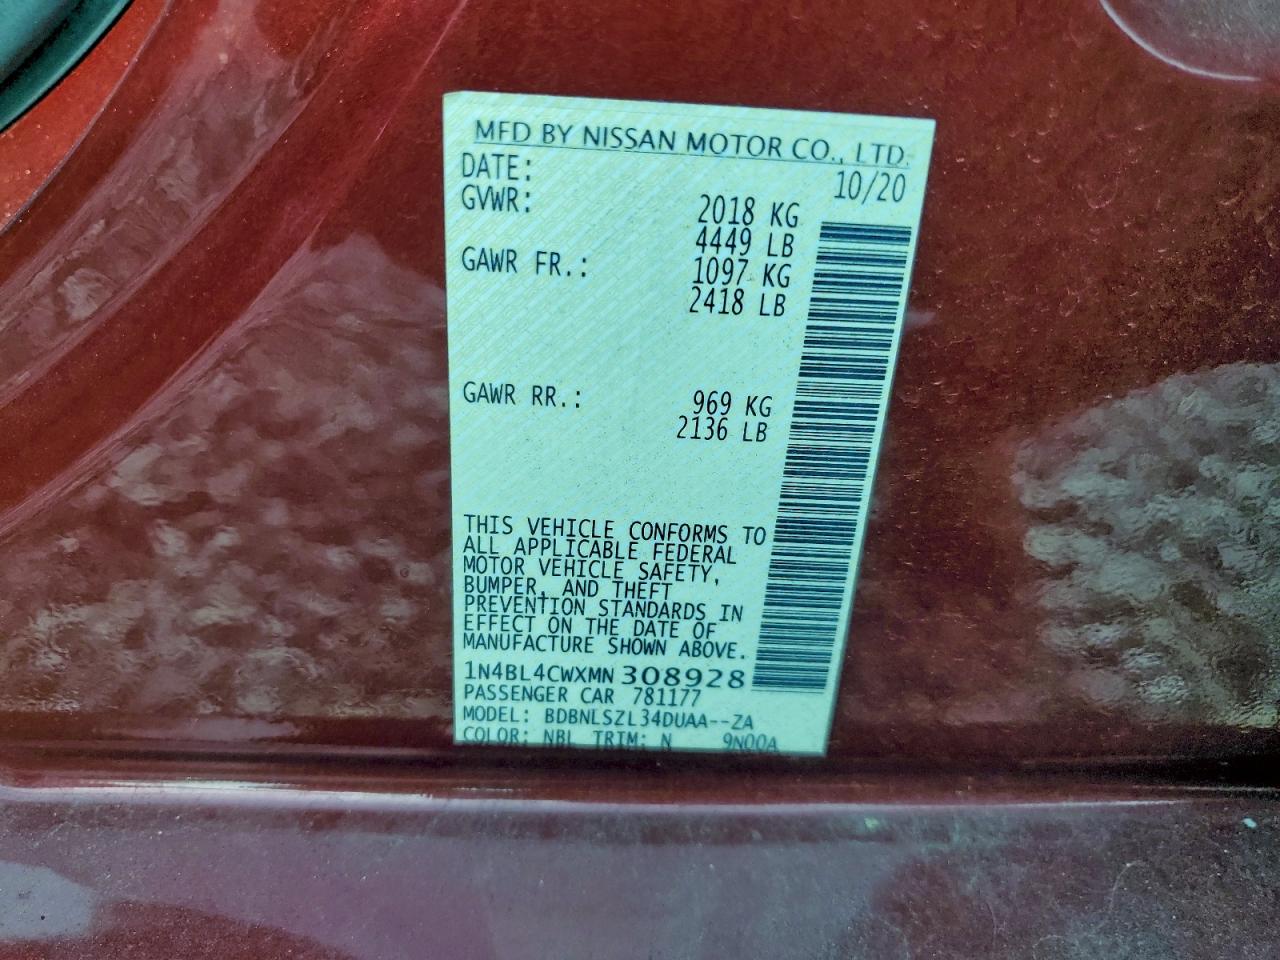 MFD BY NISSAN MOTOR CO., LTD.
DATE: 10/20
GVWR: 2018 KG
4449 LB
GAWR FR.: 1097 KG
2418 LB
GAWR RR.: 969 KG
2136 LB
THIS VEHICLE CONFORMS TO
ALL APPLICABLE FEDERAL
MOTOR VEHICLE SAFETY,
BUMPER, AND THEFT
PREVENTION STANDARDS IN
EFFECT ON THE DATE OF
MANUFACTURE SHOWN ABOVE.
1N4BL4CWXMN308928
PASSENGER CAR 781177
MODEL: BDBNLSZL34DUAA--ZA
COLOR: NBL TRIM: N 9N00A